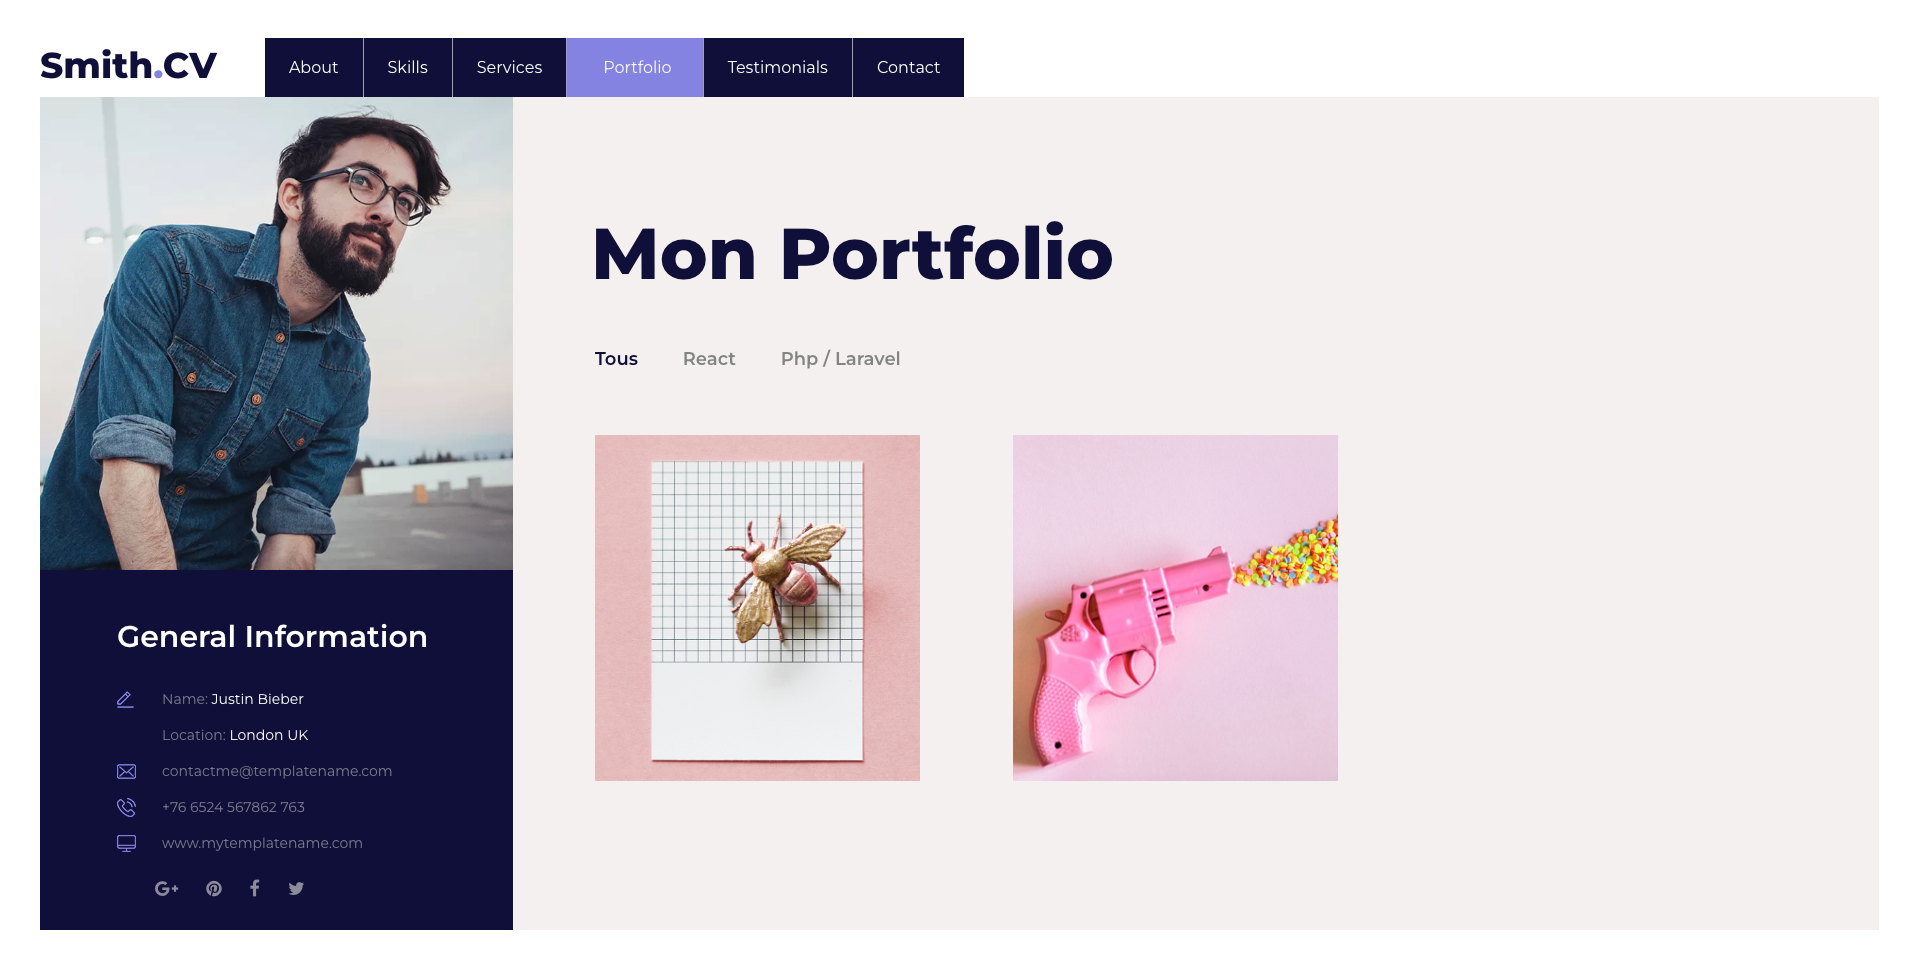 Smith.CV
About Skills Services Portfolio Testimonials Contact
Mon Portfolio
Tous React Php / Laravel
General Information
Name: Justin Bieber
Location: London UK
contactme@templatename.com
+76 6524 567862 763
www.mytemplatename.com
G+